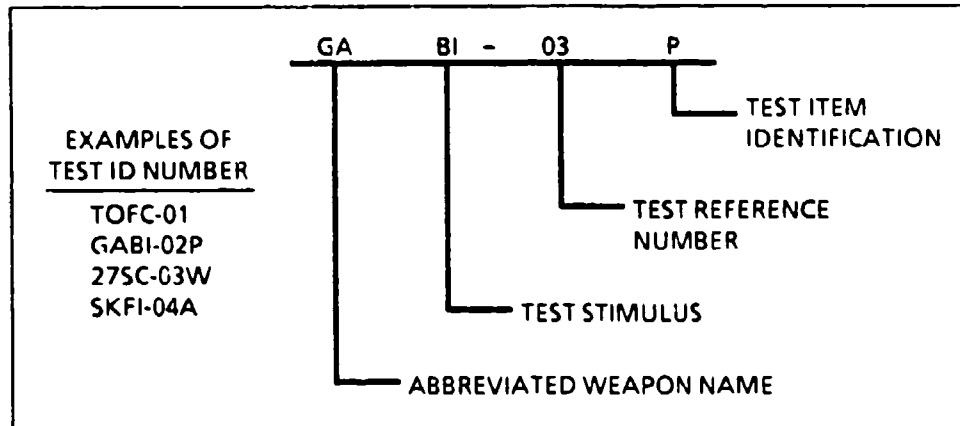 GA BI - 03 P
TEST ITEM
IDENTIFICATION
EXAMPLES OF
TEST ID NUMBER
TOFC-01
GABI-02P
27SC-03W
SKFI-04A
TEST REFERENCE
NUMBER
TEST STIMULUS
ABBREVIATED WEAPON NAME